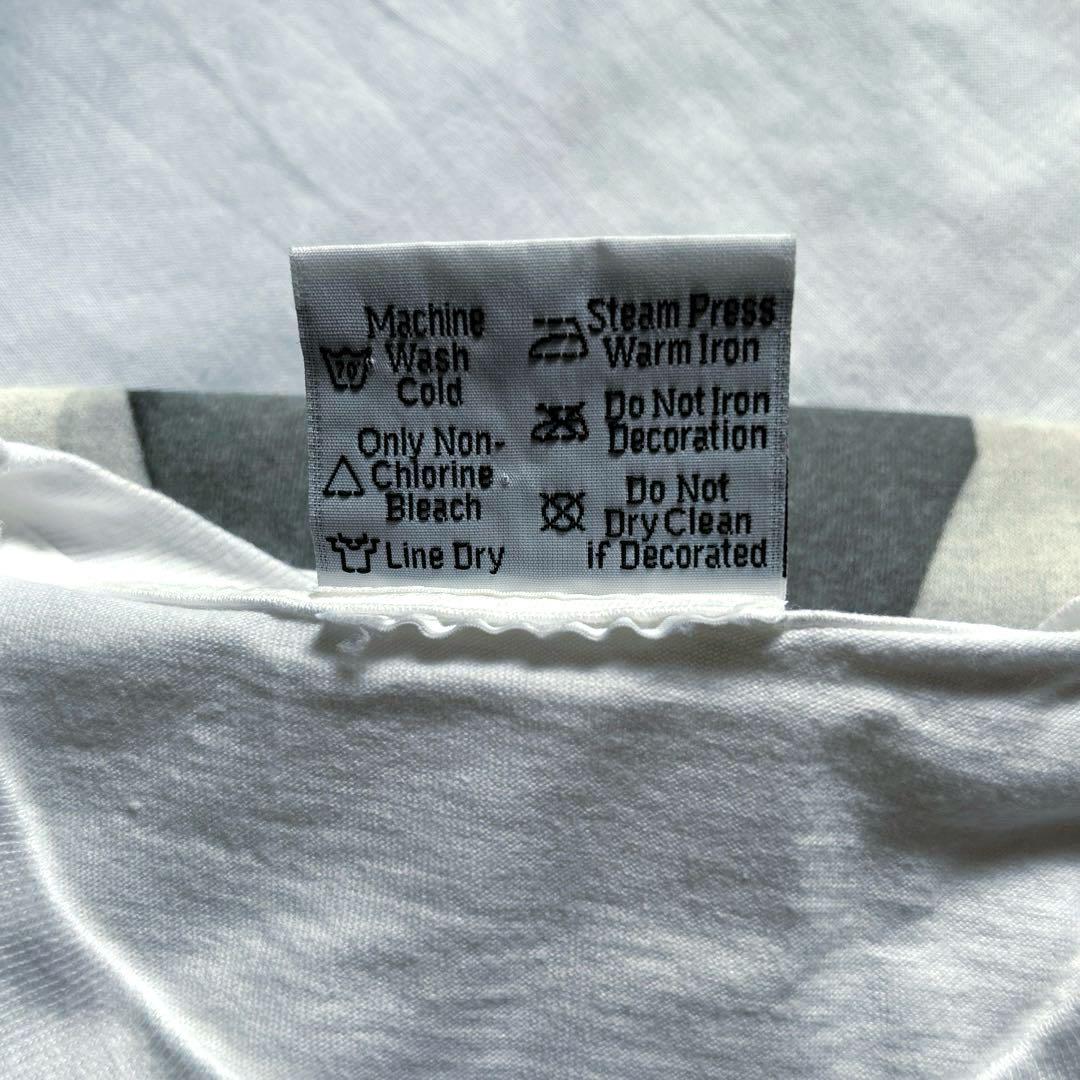 Machine
Wash
Cold
70
Only Non-
Chlorine
Bleach
Line Dry
Steam Press
Warm Iron
Do Not Iron
Decoration
Do Not
Dry Clean
if Decorated